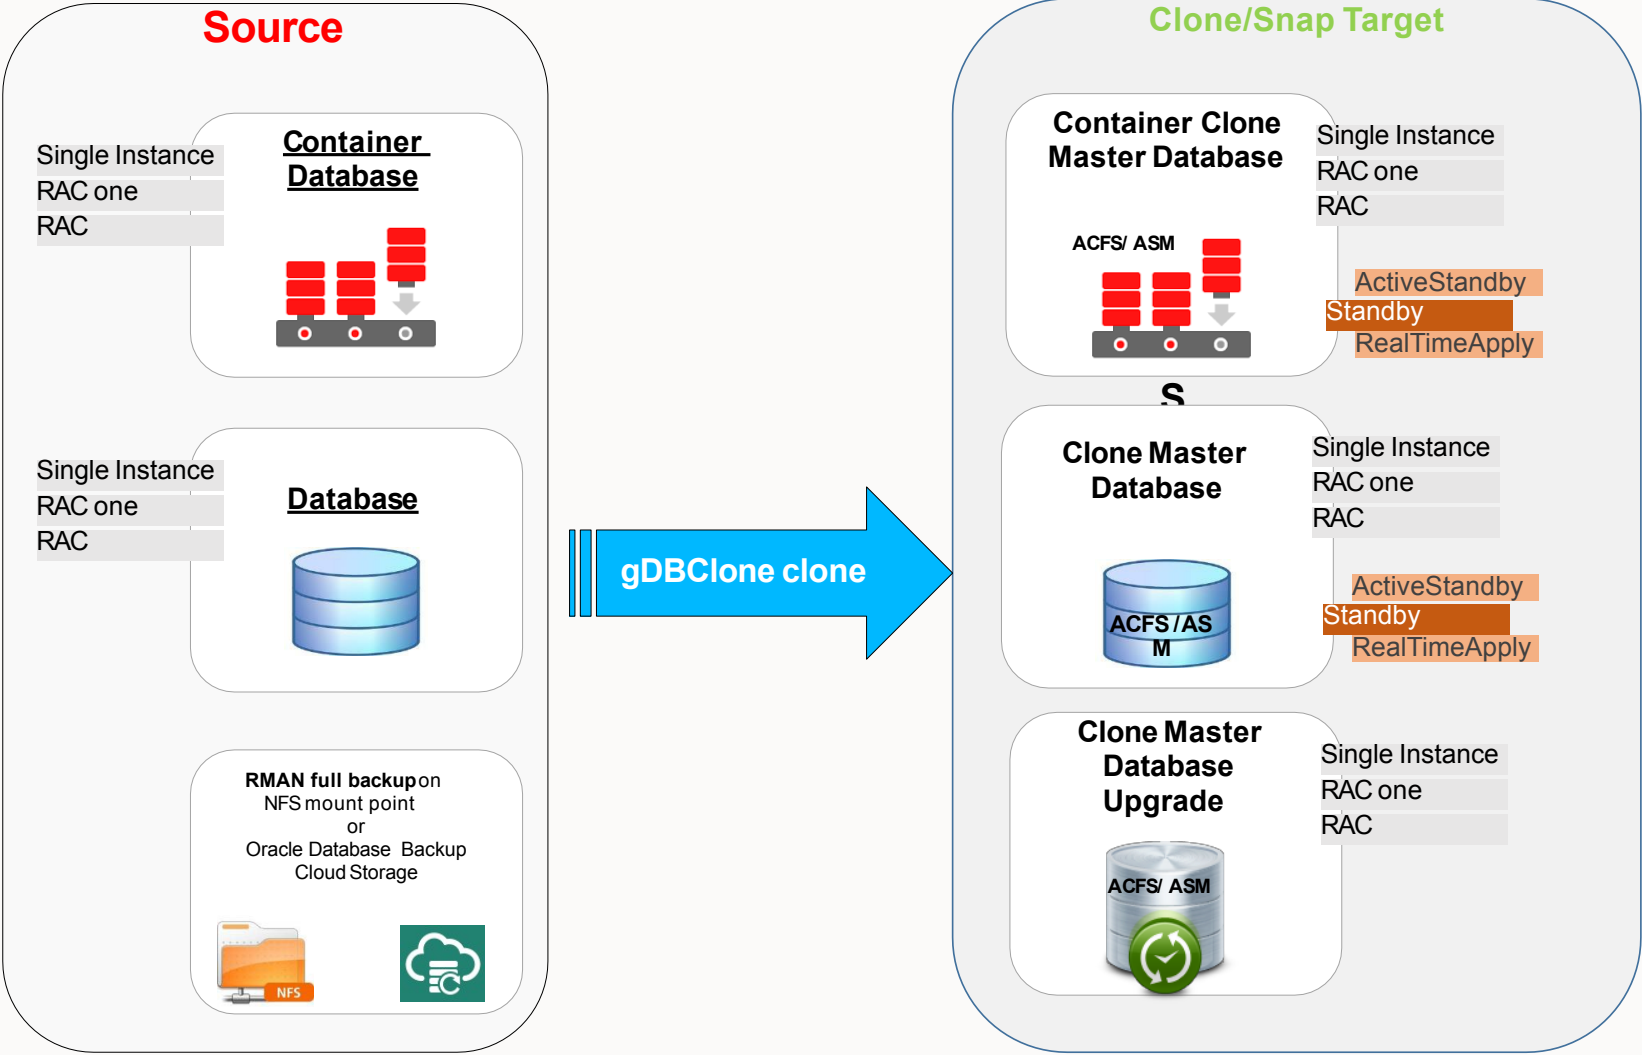 Source
Single Instance
RAC one
RAC
Container
Database
Single Instance
RAC one
RAC
Database
RMAN full backup on
NFS mount point
or
Oracle Database Backup
Cloud Storage
NFS
gDBClone clone
Clone/Snap Target
Container Clone
Master Database
ACFS/ ASM
Single Instance
RAC one
RAC
ActiveStandby
Standby
RealTimeApply
S
Clone Master
Database
ACFS /AS
M
Single Instance
RAC one
RAC
ActiveStandby
Standby
RealTimeApply
Clone Master
Database
Upgrade
ACFS/ ASM
Single Instance
RAC one
RAC